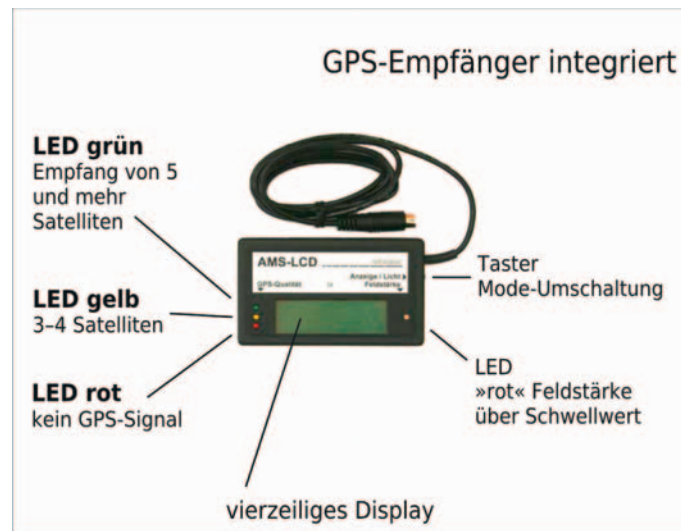 GPS-Empfänger integriert
LED grün
Empfang von 5
und mehr
Satelliten
AMS-LCD
Anzeige / Licht
GPS-Qualität
Feldstärke
Taster
Mode-Umschaltung
LED gelb
3–4 Satelliten
LED rot
kein GPS-Signal
LED
»rot« Feldstärke
über Schwellwert
vierzeiliges Display